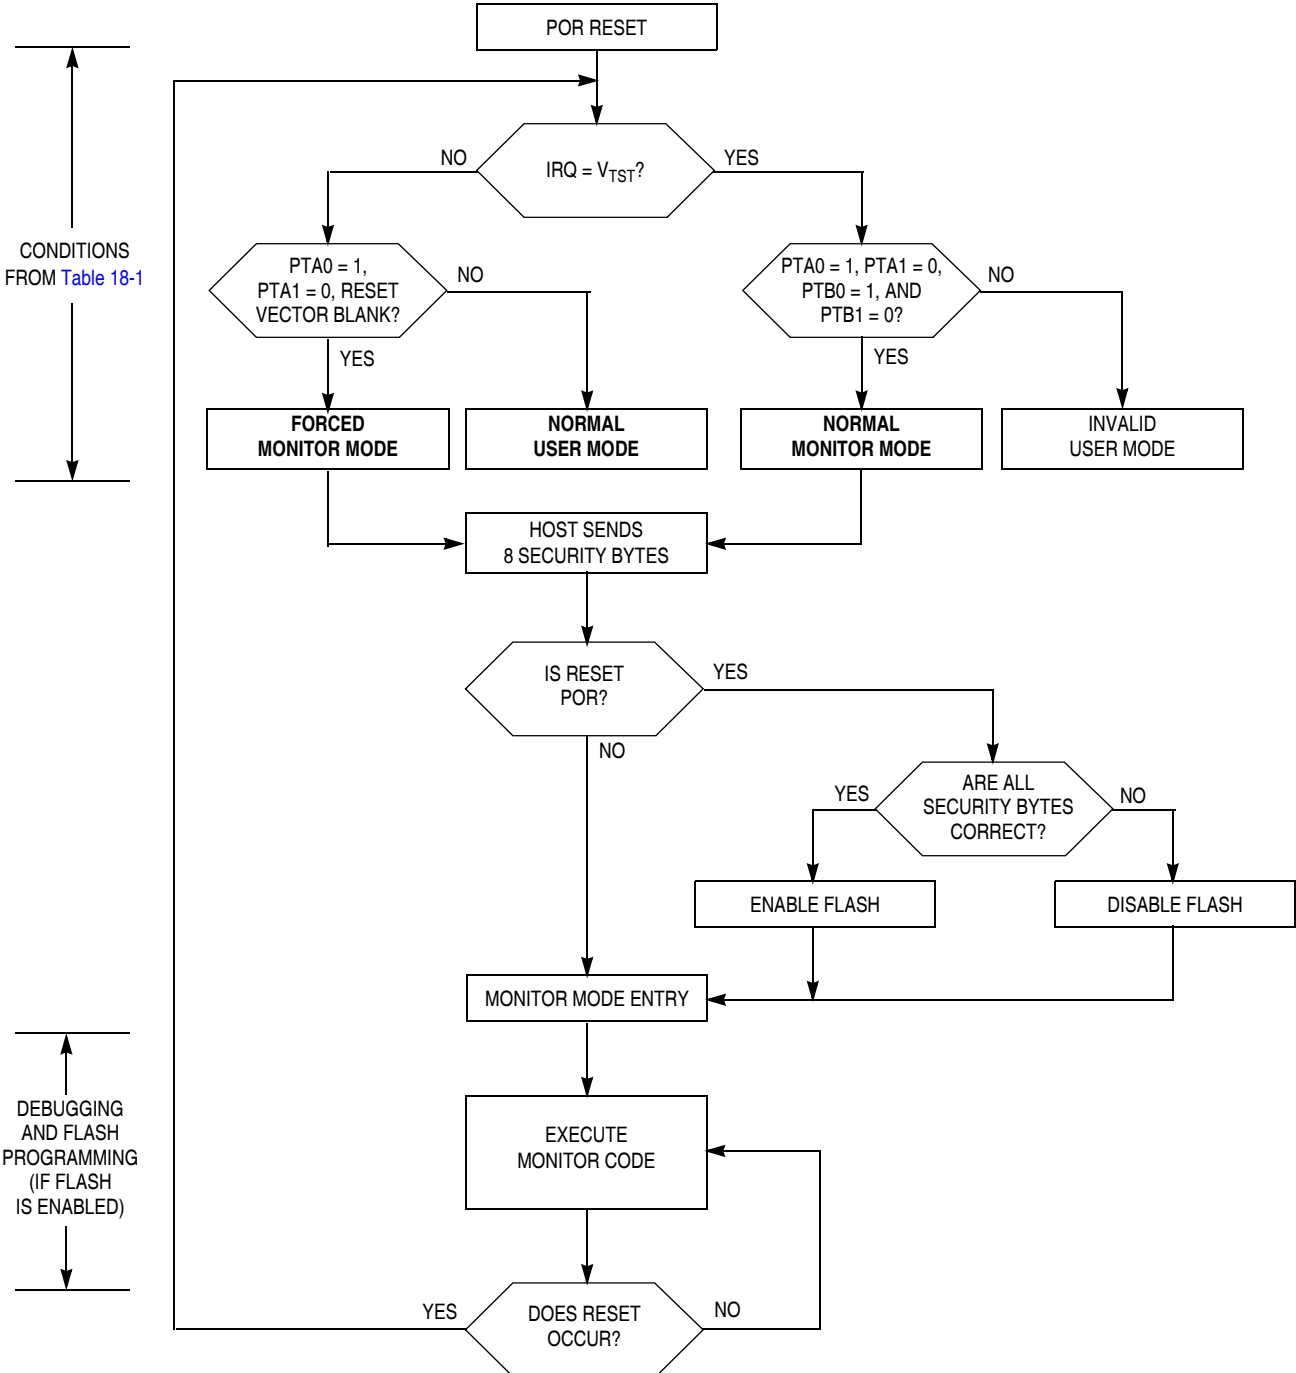 POR RESET
NO
IRQ = VTST?
YES
CONDITIONS
FROM Table 18-1
PTA0 = 1,
PTA1 = 0, RESET
VECTOR BLANK?
NO
YES
PTA0 = 1, PTA1 = 0,
PTB0 = 1, AND
PTB1 = 0?
NO
YES
FORCED
MONITOR MODE
NORMAL
USER MODE
NORMAL
MONITOR MODE
INVALID
USER MODE
HOST SENDS
8 SECURITY BYTES
IS RESET
POR?
YES
NO
YES
ARE ALL
SECURITY BYTES
CORRECT?
NO
ENABLE FLASH
DISABLE FLASH
MONITOR MODE ENTRY
DEBUGGING
AND FLASH
PROGRAMMING
(IF FLASH
IS ENABLED)
EXECUTE
MONITOR CODE
YES
DOES RESET
OCCUR?
NO